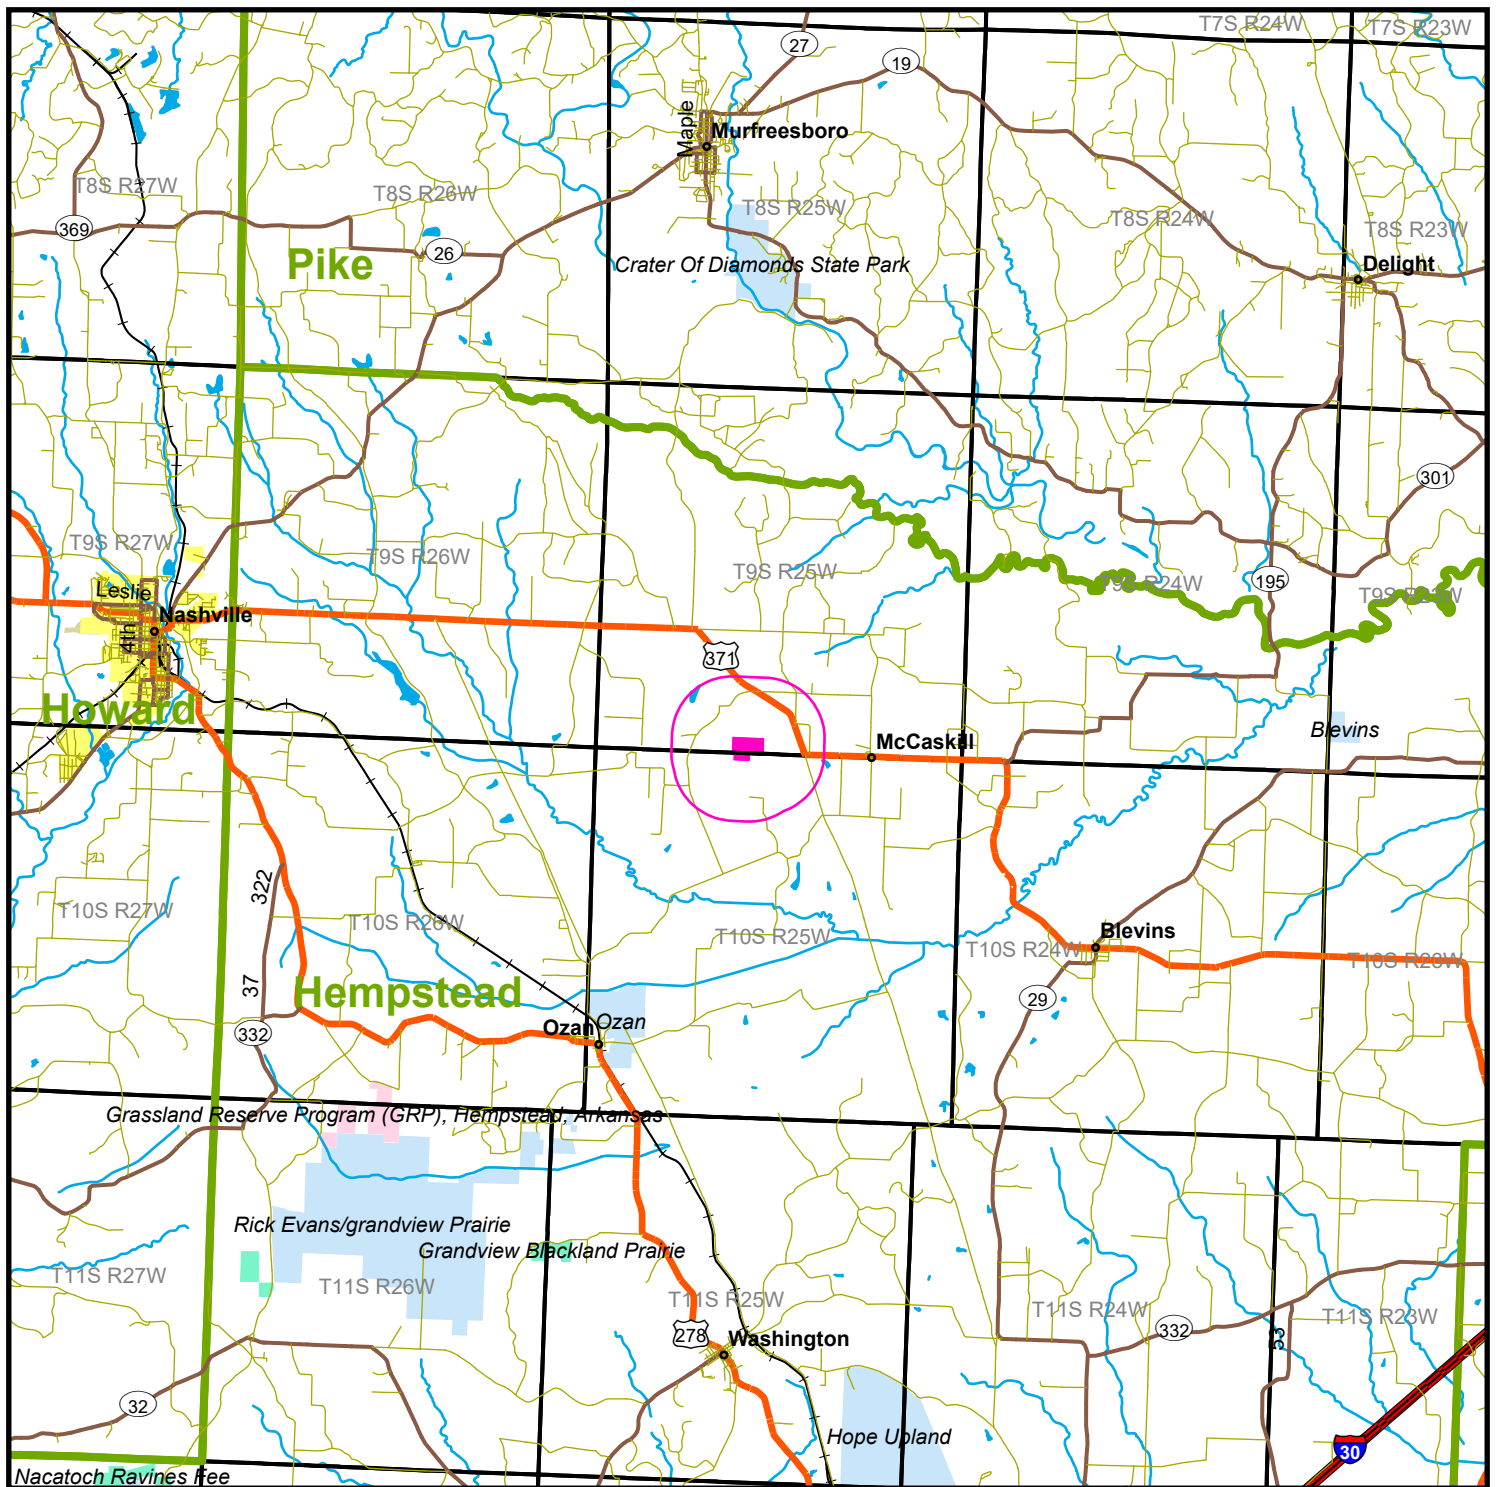 T7S R24W
T7S R23W
27
19
Maple
Murfreesboro
T8S R27W
T8S R26W
T8S R25W
T8S R24W
T8S R23W
369
26
Pike
Crater Of Diamonds State Park
Delight
301
T9S R27W
T9S R26W
T9S R25W
T9S R24W
195
T9S R23W
Leslie
Nashville
4th
371
Howard
Blevins
McCaskill
322
T10S R27W
T10S R26W
T10S R25W
T10S R24W
Blevins
T10S R23W
37
Hempstead
29
332
Ozan
Ozan
Grassland Reserve Program (GRP), Hempstead, Arkansas
Rick Evans/grandview Prairie
Grandview Blackland Prairie
T11S R27W
T11S R26W
T11S R25W
T11S R24W
T11S R23W
332
53
278
Washington
32
Hope Upland
30
Nacatoch Ravines Fee